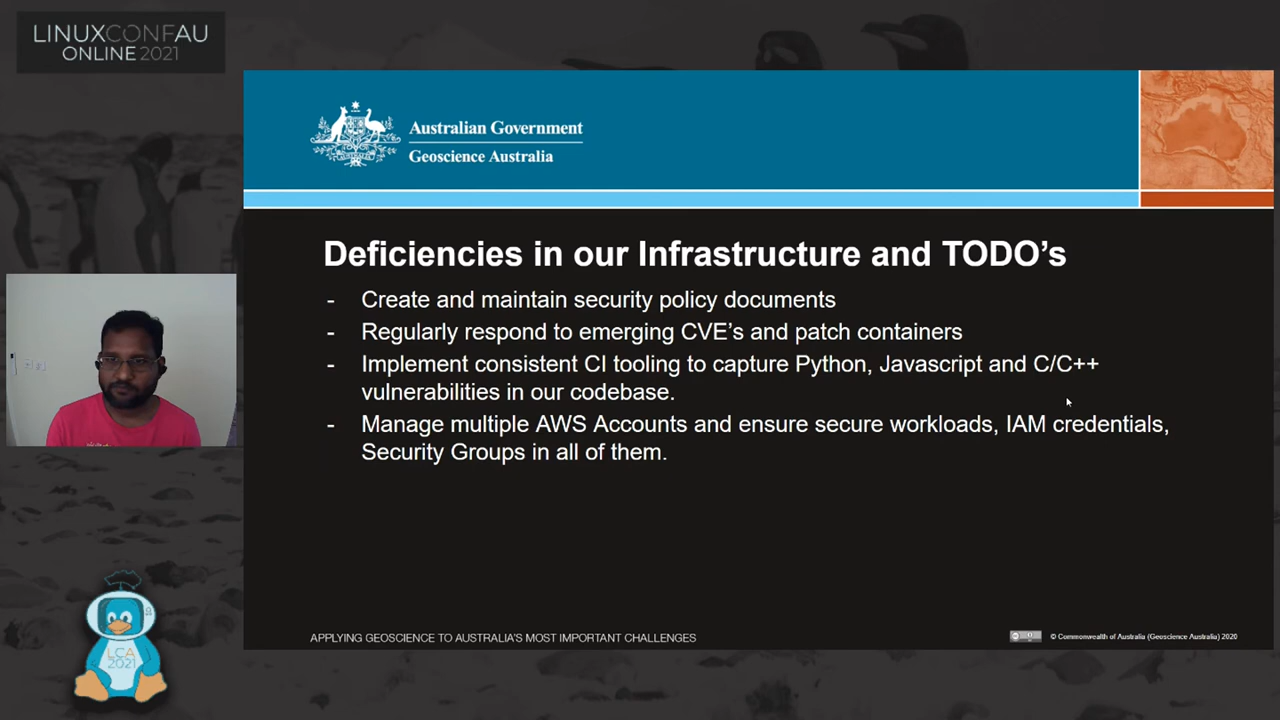 LINUXCONFAU
ONLINE 2021
Australian Government
Geoscience Australia
Deficiencies in our Infrastructure and TODO's
- Create and maintain security policy documents
- Regularly respond to emerging CVE's and patch containers
- Implement consistent CI tooling to capture Python, Javascript and C/C++
vulnerabilities in our codebase.
- Manage multiple AWS Accounts and ensure secure workloads, IAM credentials,
Security Groups in all of them.
LCA
2021
APPLYING GEOSCIENCE TO AUSTRALIA'S MOST IMPORTANT CHALLENGES
© Commonwealth of Australia (Geoscience Australia) 2020